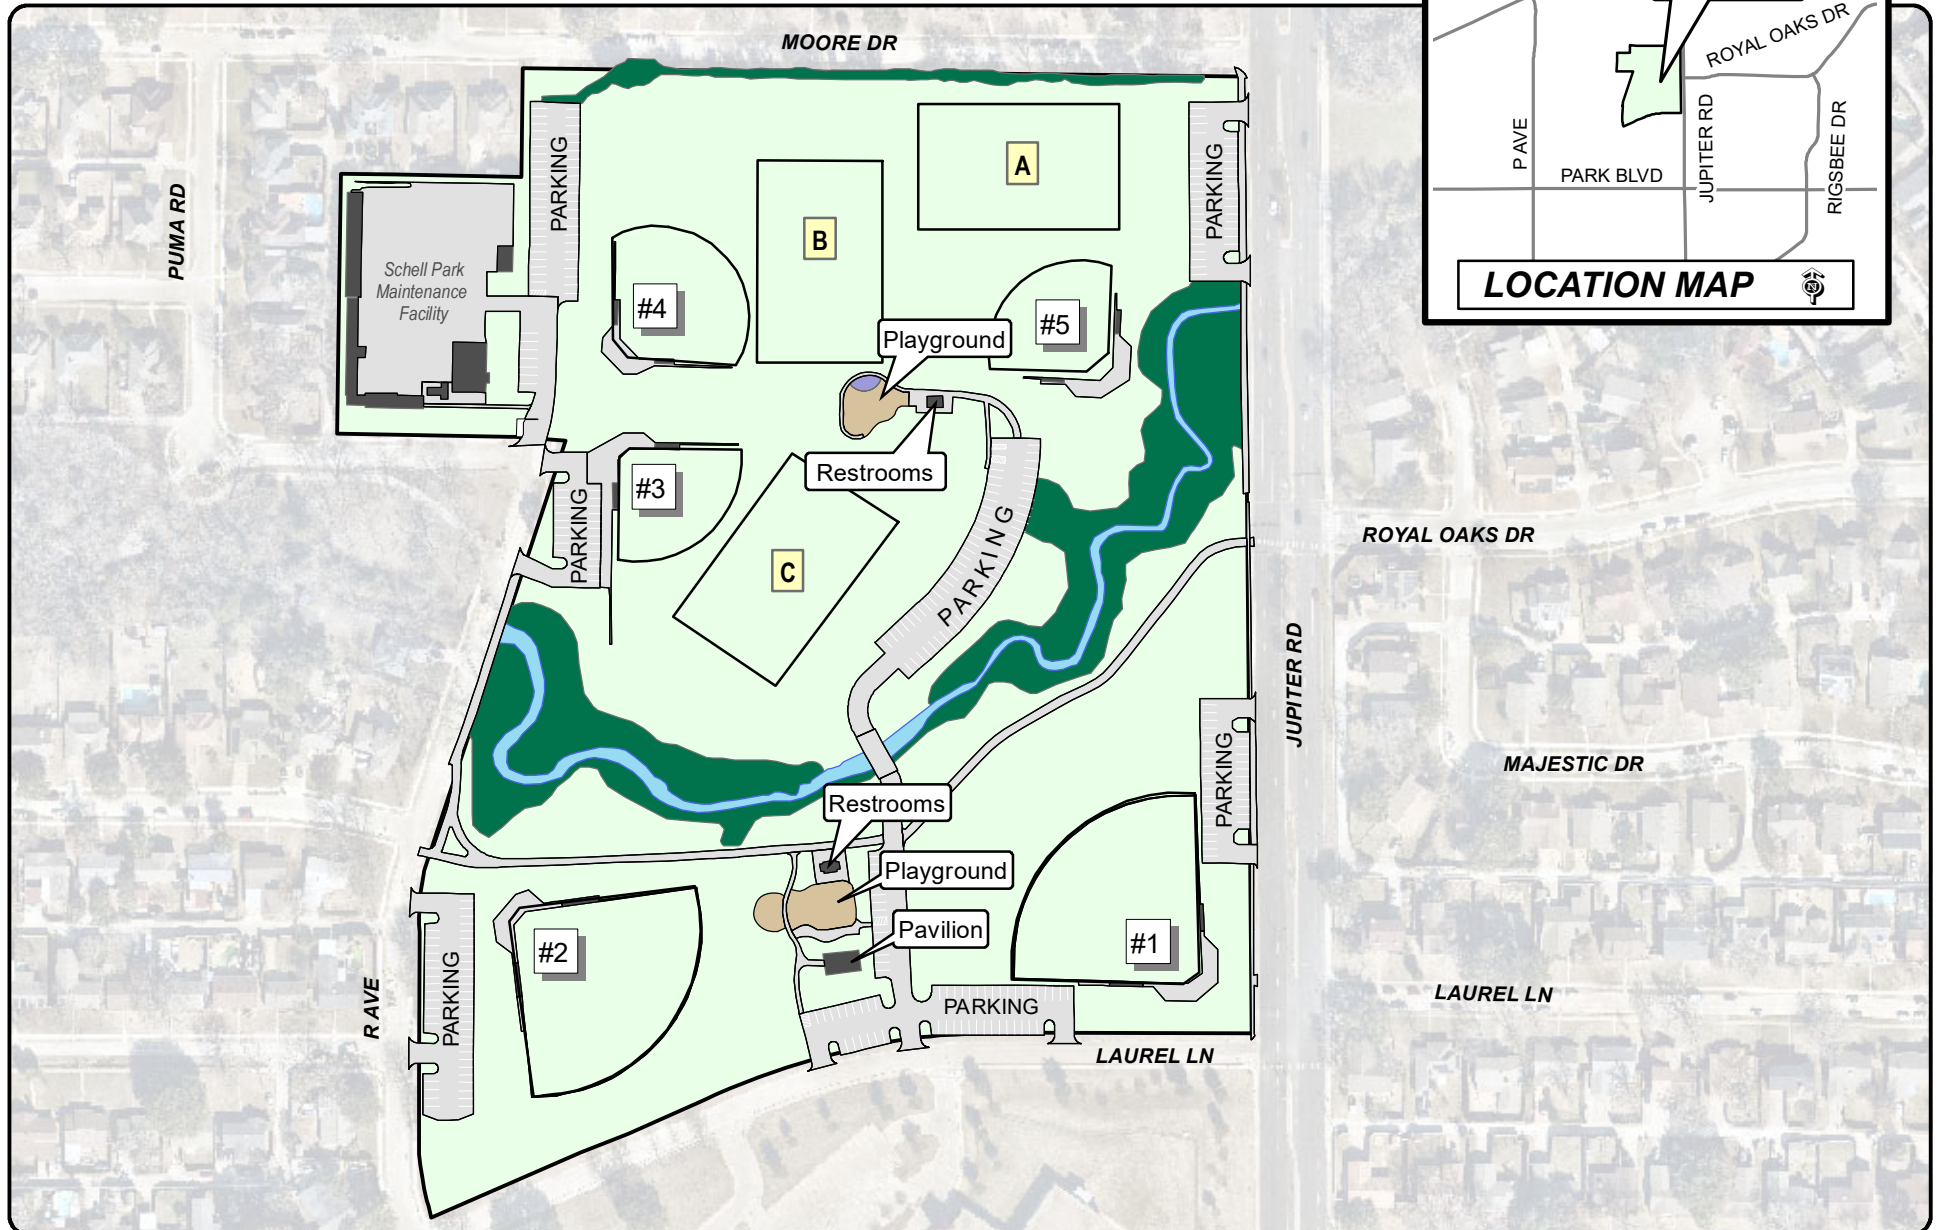 MOORE DR
ROYAL OAKS DR
P AVE
JUPITER RD
RIGSBEE DR
PARK BLVD
LOCATION MAP
N
PUMA RD
PARKING
A
PARKING
B
Schell Park
Maintenance
Facility
#4
#5
Playground
Restrooms
#3
PARKING
C
PARKING
ROYAL OAKS DR
JUPITER RD
MAJESTIC DR
PARKING
Restrooms
Playground
Pavilion
#2
#1
R AVE
PARKING
PARKING
LAUREL LN
LAUREL LN